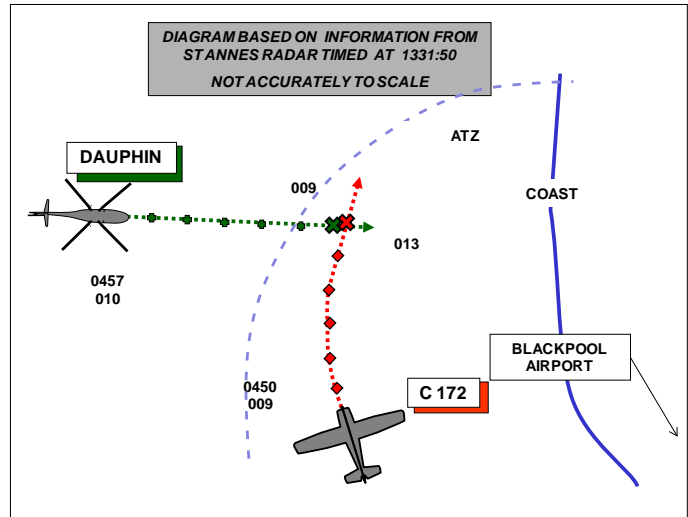 DIAGRAM BASED ON INFORMATION FROM
ST ANNES RADAR TIMED AT 1331:50
NOT ACCURATELY TO SCALE
ATZ
DAUPHIN
009
COAST
013
0457
010
BLACKPOOL
AIRPORT
0450
009
C 172